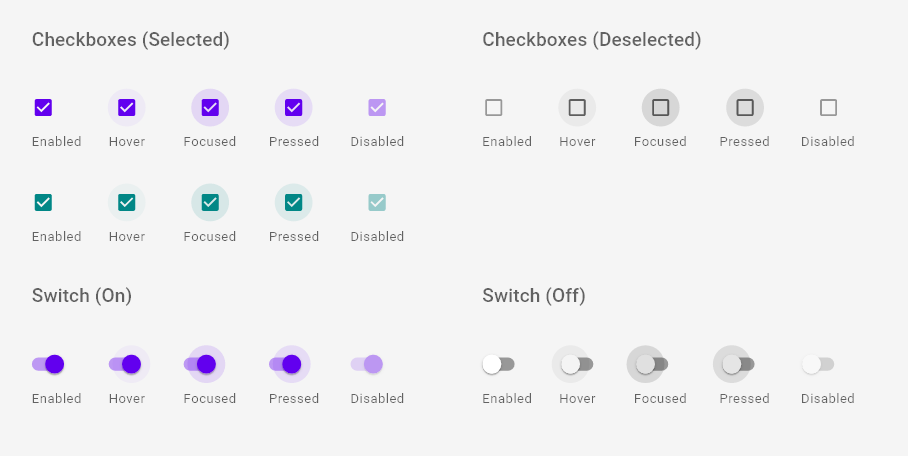 Checkboxes (Selected)
Checkboxes (Deselected)
Enabled Hover Focused Pressed Disabled
Enabled Hover Focused Pressed Disabled
Enabled Hover Focused Pressed Disabled
Switch (On)
Switch (Off)
Enabled Hover Focused Pressed Disabled
Enabled Hover Focused Pressed Disabled